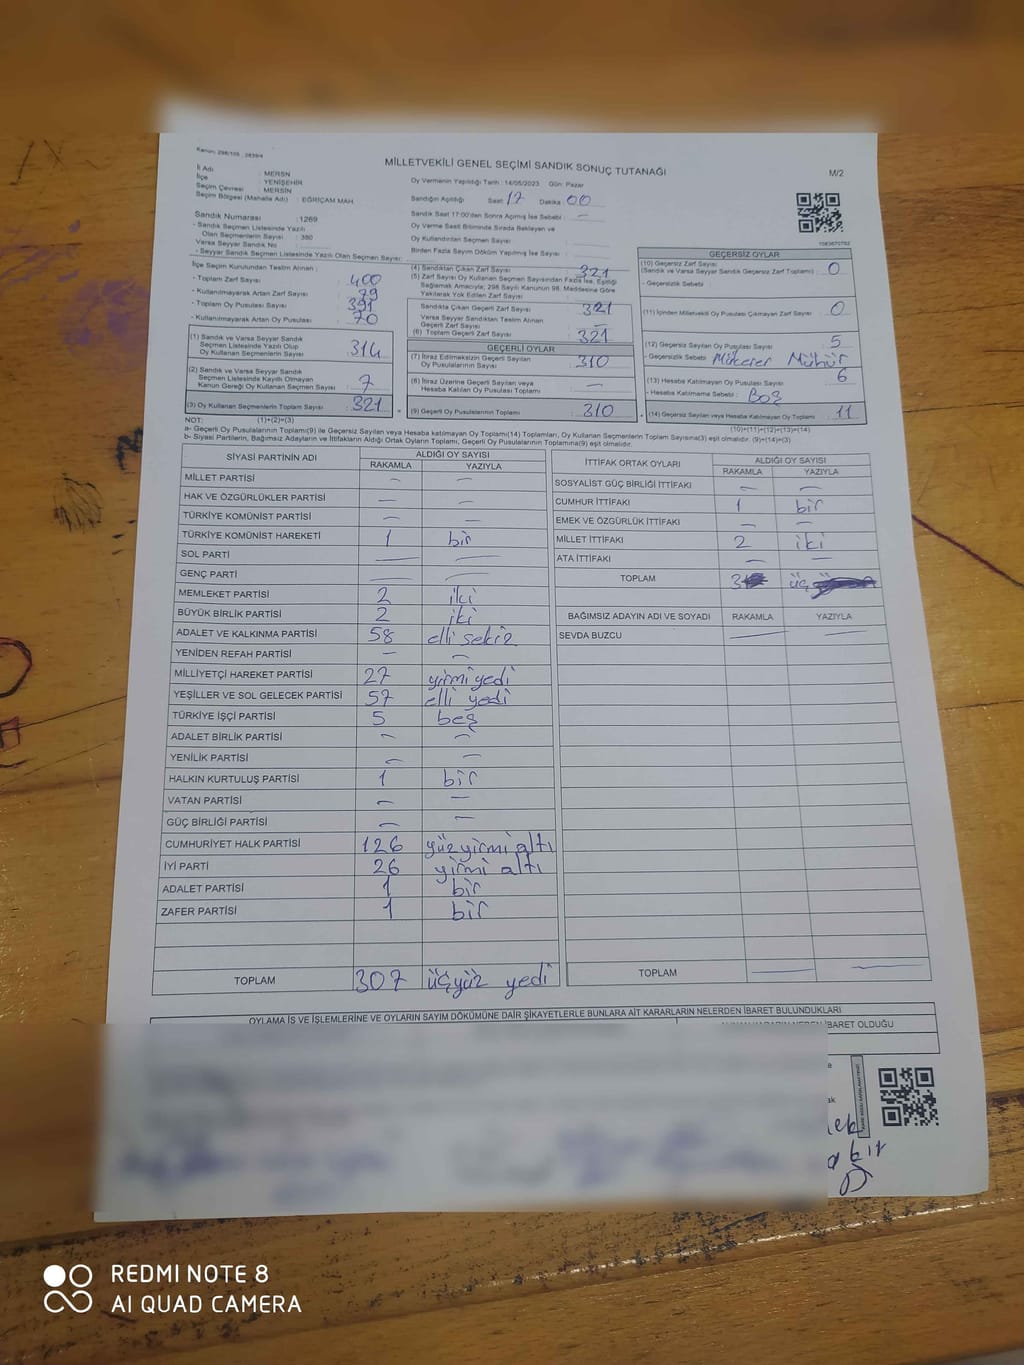 Kanun: 298/105 ; 2839/4
MİLLETVEKİLİ GENEL SEÇİMİ SANDIK SONUÇ TUTANAĞI
M/2
İl Adı : MERSN
İlçe : YENİŞEHİR
Seçim Çevresi : MERSİN
Seçim Bölgesi (Mahalle Adı) : EĞRİÇAM MAH.
Sandık Numarası : 1269
- Sandık Seçmen Listesinde Yazılı Olan Seçmenlerin Sayısı : 380
Varsa Seyyar Sandık No :
- Seyyar Sandık Seçmen Listesinde Yazılı Olan Seçmen Sayısı:
Oy Vermenin Yapıldığı Tarih : 14/05/2023 Gün: Pazar
Sandığın Açıldığı Saat 17 Dakika 00
Sandık Saat 17:00'dan Sonra Açılmış İse Sebebi : —
Oy Verme Saati Bitiminde Sırada Bekleyen ve
Oy Kullandırılan Seçmen Sayısı :
Birden Fazla Sayım Döküm Yapılmış İse Sayısı :
1083670792
İlçe Seçim Kurulundan Teslim Alınan :
- Toplam Zarf Sayısı : 400
- Kullanılmayarak Artan Zarf Sayısı : 79
- Toplam Oy Pusulası Sayısı : 391
- Kullanılmayarak Artan Oy Pusulası : 70
(1) Sandık ve Varsa Seyyar Sandık Seçmen Listesinde Yazılı Olup Oy Kullanan Seçmenlerin Sayısı : 314
(2) Sandık ve Varsa Seyyar Sandık Seçmen Listesinde Kayıtlı Olmayan Kanun Gereği Oy Kullanan Seçmen Sayısı : 7
(3) Oy Kullanan Seçmenlerin Toplam Sayısı : 321
(4) Sandıktan Çıkan Zarf Sayısı : 321
(5) Zarf Sayısı Oy Kullanan Seçmen Sayısından Fazla İse, Eşitliği Sağlamak Amacıyla; 298 Sayılı Kanunun 98. Maddesine Göre Yakılarak Yok Edilen Zarf Sayısı :
Sandıkta Çıkan Geçerli Zarf Sayısı : 321
Varsa Seyyar Sandıktan Teslim Alınan Geçerli Zarf Sayısı : —
(6) Toplam Geçerli Zarf Sayısı : 321
GEÇERLİ OYLAR
(7) İtiraz Edilmeksizin Geçerli Sayılan Oy Pusulalarının Sayısı : 310
(8) İtiraz Üzerine Geçerli Sayılan veya Hesaba Katılan Oy Pusulası Toplamı : —
(9) Geçerli Oy Pusulalarının Toplamı : 310
GEÇERSİZ OYLAR
(10) Geçersiz Zarf Sayısı (Sandık ve Varsa Seyyar Sandık Geçersiz Zarf Toplamı) : 0
- Geçersizlik Sebebi :
(11) İçinden Milletvekili Oy Pusulası Çıkmayan Zarf Sayısı : 0
(12) Geçersiz Sayılan Oy Pusulası Sayısı : 5
- Geçersizlik Sebebi : Mükerer Mühür
(13) Hesaba Katılmayan Oy Pusulası Sayısı : 6
- Hesaba Katılmama Sebebi : Boş
(14) Geçersiz Sayılan veya Hesaba Katılmayan Oy Toplamı : 11
NOT: (1)+(2)=(3) (10)+(11)+(12)+(13)=(14)
a- Geçerli Oy Pusulalarının Toplamı(9) ile Geçersiz Sayılan veya Hesaba katılmayan Oy Toplamı(14) Toplamları, Oy Kullanan Seçmenlerin Toplam Sayısına(3) eşit olmalıdır. (9)+(14)=(3)
b- Siyasi Partilerin, Bağımsız Adayların ve İttifakların Aldığı Ortak Oyların Toplamı, Geçerli Oy Pusulalarının Toplamına(9) eşit olmalıdır.
SİYASİ PARTİNİN ADI ALDIĞI OY SAYISI
RAKAMLA YAZIYLA
MİLLET PARTİSİ — —
HAK VE ÖZGÜRLÜKLER PARTİSİ — —
TÜRKİYE KOMÜNİST PARTİSİ — —
TÜRKİYE KOMÜNİST HAREKETİ 1 bir
SOL PARTİ — —
GENÇ PARTİ — —
MEMLEKET PARTİSİ 2 iki
BÜYÜK BİRLİK PARTİSİ 2 iki
ADALET VE KALKINMA PARTİSİ 58 elli sekiz
YENİDEN REFAH PARTİSİ — —
MİLLİYETÇİ HAREKET PARTİSİ 27 yirmi yedi
YEŞİLLER VE SOL GELECEK PARTİSİ 57 elli yedi
TÜRKİYE İŞÇİ PARTİSİ 5 beş
ADALET BİRLİK PARTİSİ — —
YENİLİK PARTİSİ — —
HALKIN KURTULUŞ PARTİSİ 1 bir
VATAN PARTİSİ — —
GÜÇ BİRLİĞİ PARTİSİ — —
CUMHURİYET HALK PARTİSİ 126 yüz yirmi altı
İYİ PARTİ 26 yirmi altı
ADALET PARTİSİ 1 bir
ZAFER PARTİSİ 1 bir
TOPLAM 307 üçyüz yedi
İTTİFAK ORTAK OYLARI ALDIĞI OY SAYISI
RAKAMLA YAZIYLA
SOSYALİST GÜÇ BİRLİĞİ İTTİFAKI — —
CUMHUR İTTİFAKI 1 bir
EMEK VE ÖZGÜRLÜK İTTİFAKI — —
MİLLET İTTİFAKI 2 iki
ATA İTTİFAKI — —
TOPLAM 3 üç
BAĞIMSIZ ADAYIN ADI VE SOYADI RAKAMLA YAZIYLA
SEVDA BUZCU — —
TOPLAM — —
OYLAMA İŞ VE İŞLEMLERİNE VE OYLARIN SAYIM DÖKÜMÜNE DAİR ŞİKAYETLERLE BUNLARA AİT KARARLARIN NELERDEN İBARET BULUNDUKLARI
İBARET OLDUĞU
REDMI NOTE 8
AI QUAD CAMERA